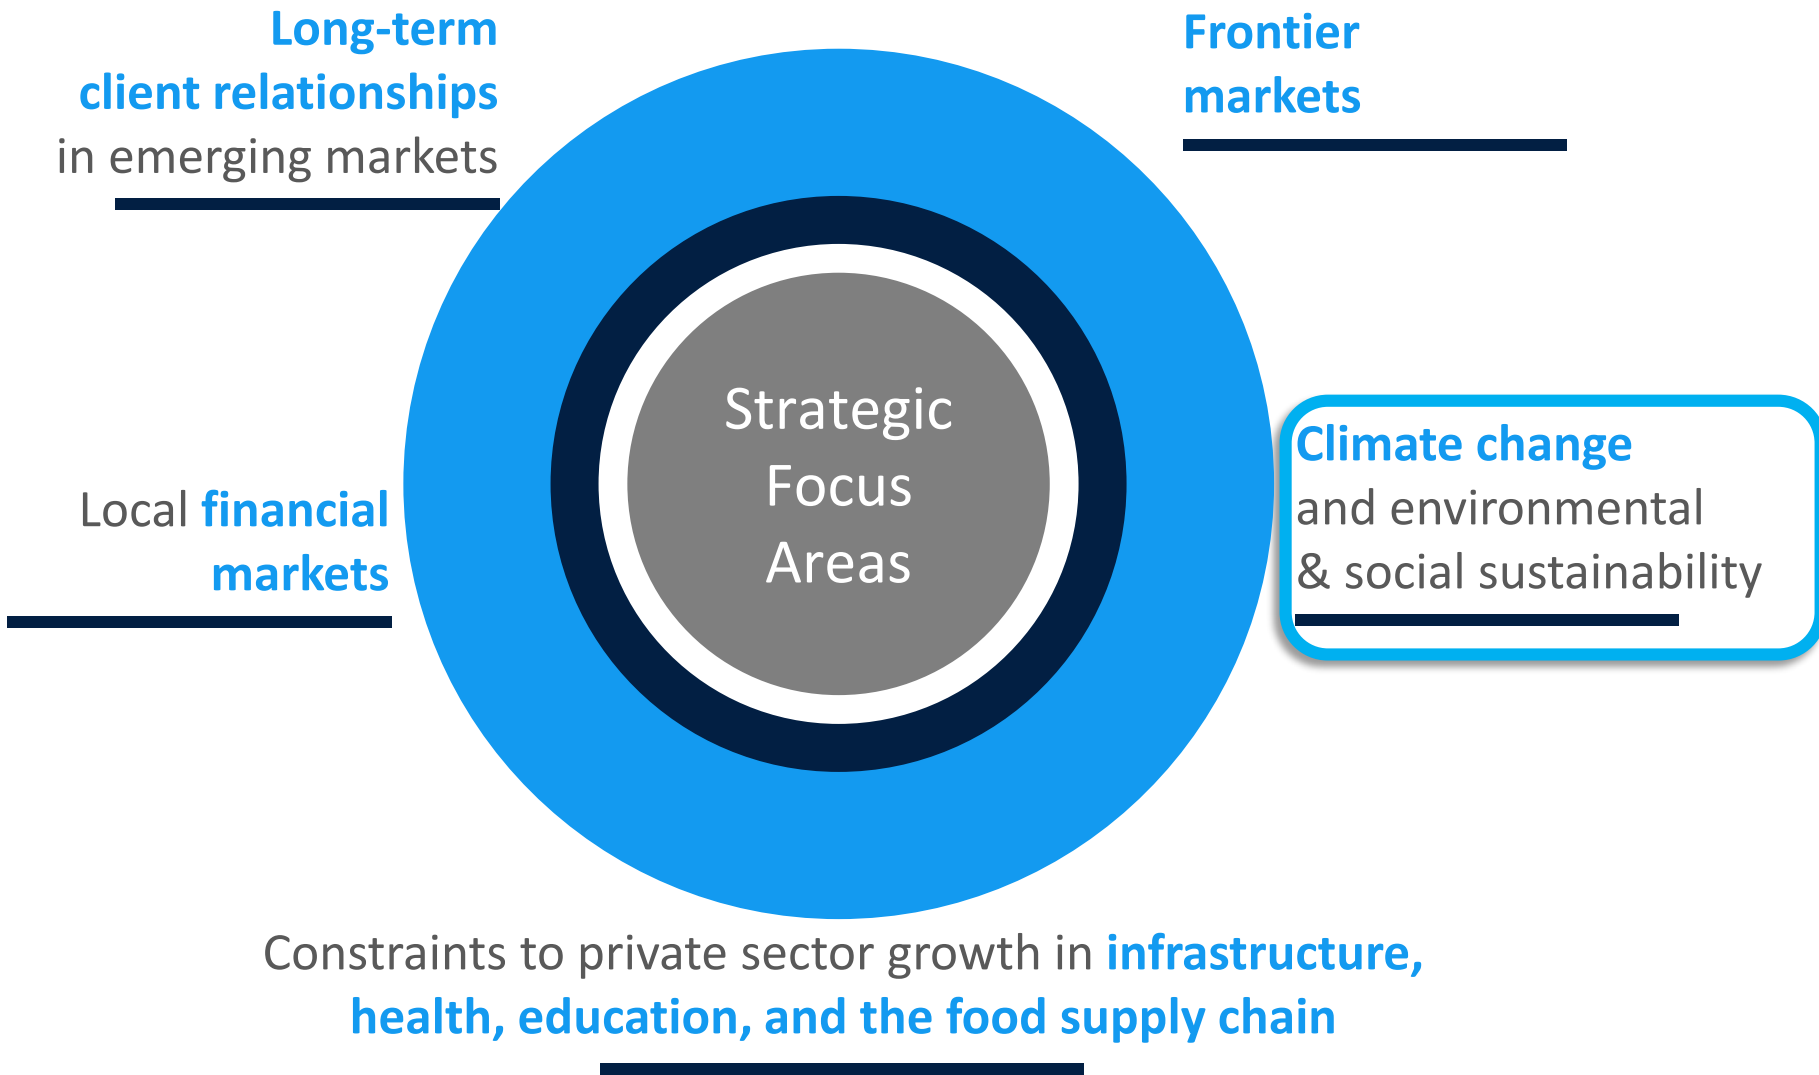 Long-term
client relationships
in emerging markets
Frontier
markets
Strategic
Focus
Areas
Climate change
and environmental
& social sustainability
Local financial
markets
Constraints to private sector growth in infrastructure,
health, education, and the food supply chain